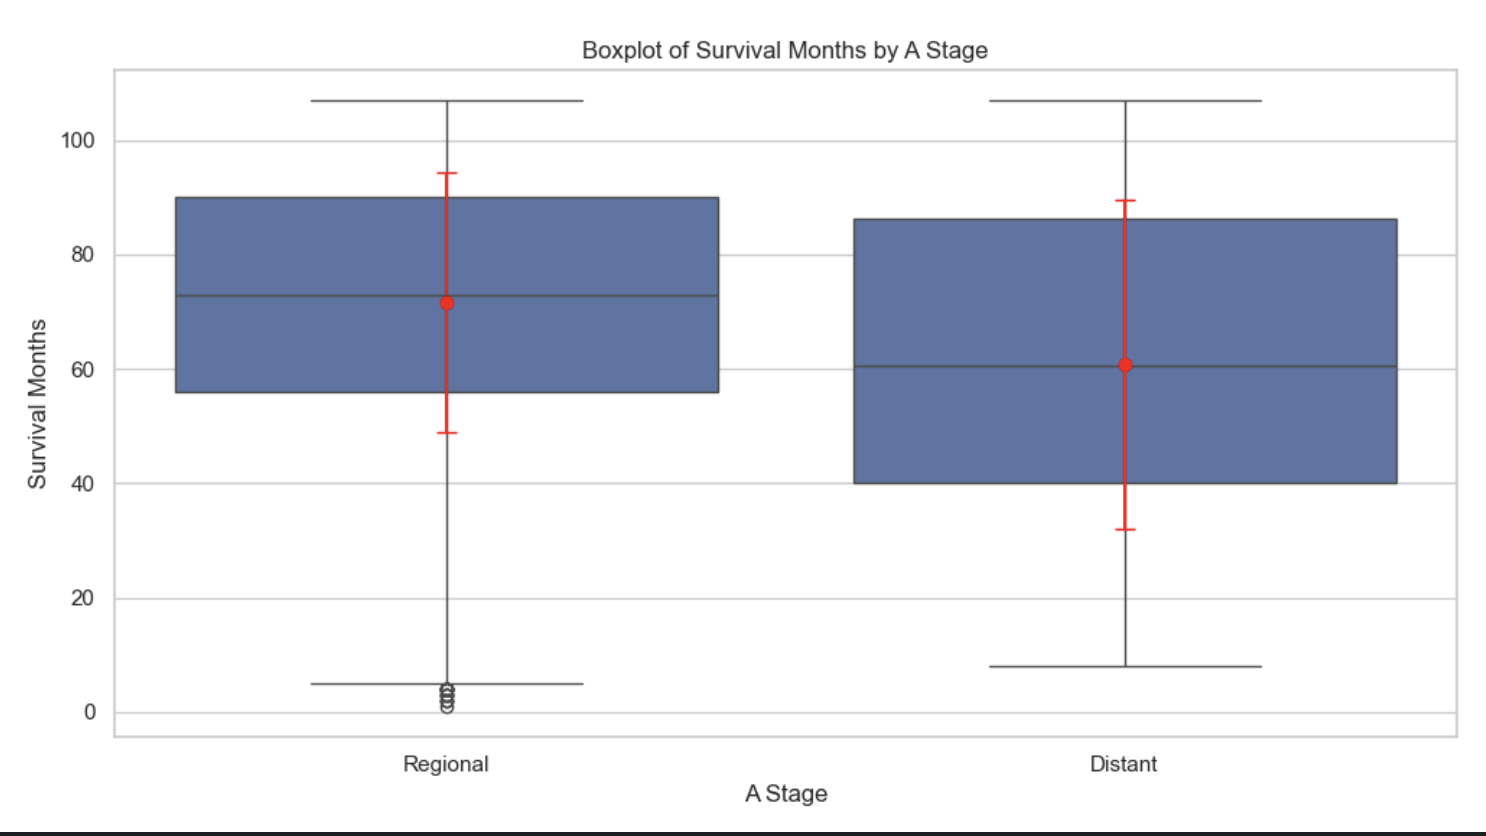 Boxplot of Survival Months by A Stage
Survival Months
100
80
60
40
20
0
Regional
Distant
A Stage